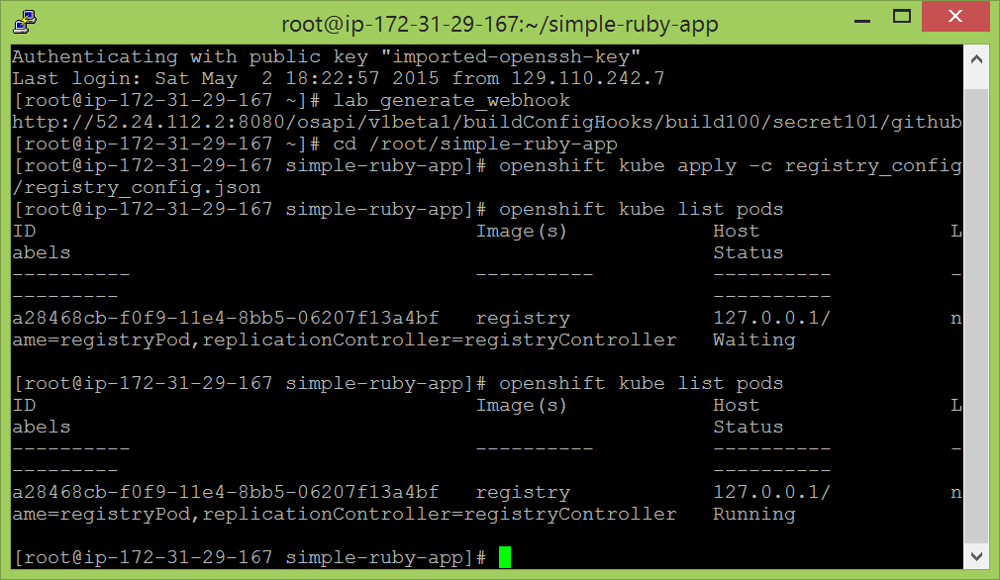 root@ip-172-31-29-167:~/simple-ruby-app
Authenticating with public key "imported-openssh-key"
Last login: Sat May  2 18:22:57 2015 from 129.110.242.7
[root@ip-172-31-29-167 ~]# lab_generate_webhook
http://52.24.112.2:8080/osapi/v1beta1/buildConfigHooks/build100/secret101/github
[root@ip-172-31-29-167 ~]# cd /root/simple-ruby-app
[root@ip-172-31-29-167 simple-ruby-app]# openshift kube apply -c registry_config
/registry_config.json
[root@ip-172-31-29-167 simple-ruby-app]# openshift kube list pods
ID                                     Image(s)            Host                L
abels                                                      Status
----------                             ----------          ----------          -
---------                                                  ----------
a28468cb-f0f9-11e4-8bb5-06207f13a4bf   registry            127.0.0.1/          n
ame=registryPod,replicationController=registryController   Waiting
[root@ip-172-31-29-167 simple-ruby-app]# openshift kube list pods
ID                                     Image(s)            Host                L
abels                                                      Status
----------                             ----------          ----------          -
---------                                                  ----------
a28468cb-f0f9-11e4-8bb5-06207f13a4bf   registry            127.0.0.1/          n
ame=registryPod,replicationController=registryController   Running
[root@ip-172-31-29-167 simple-ruby-app]#